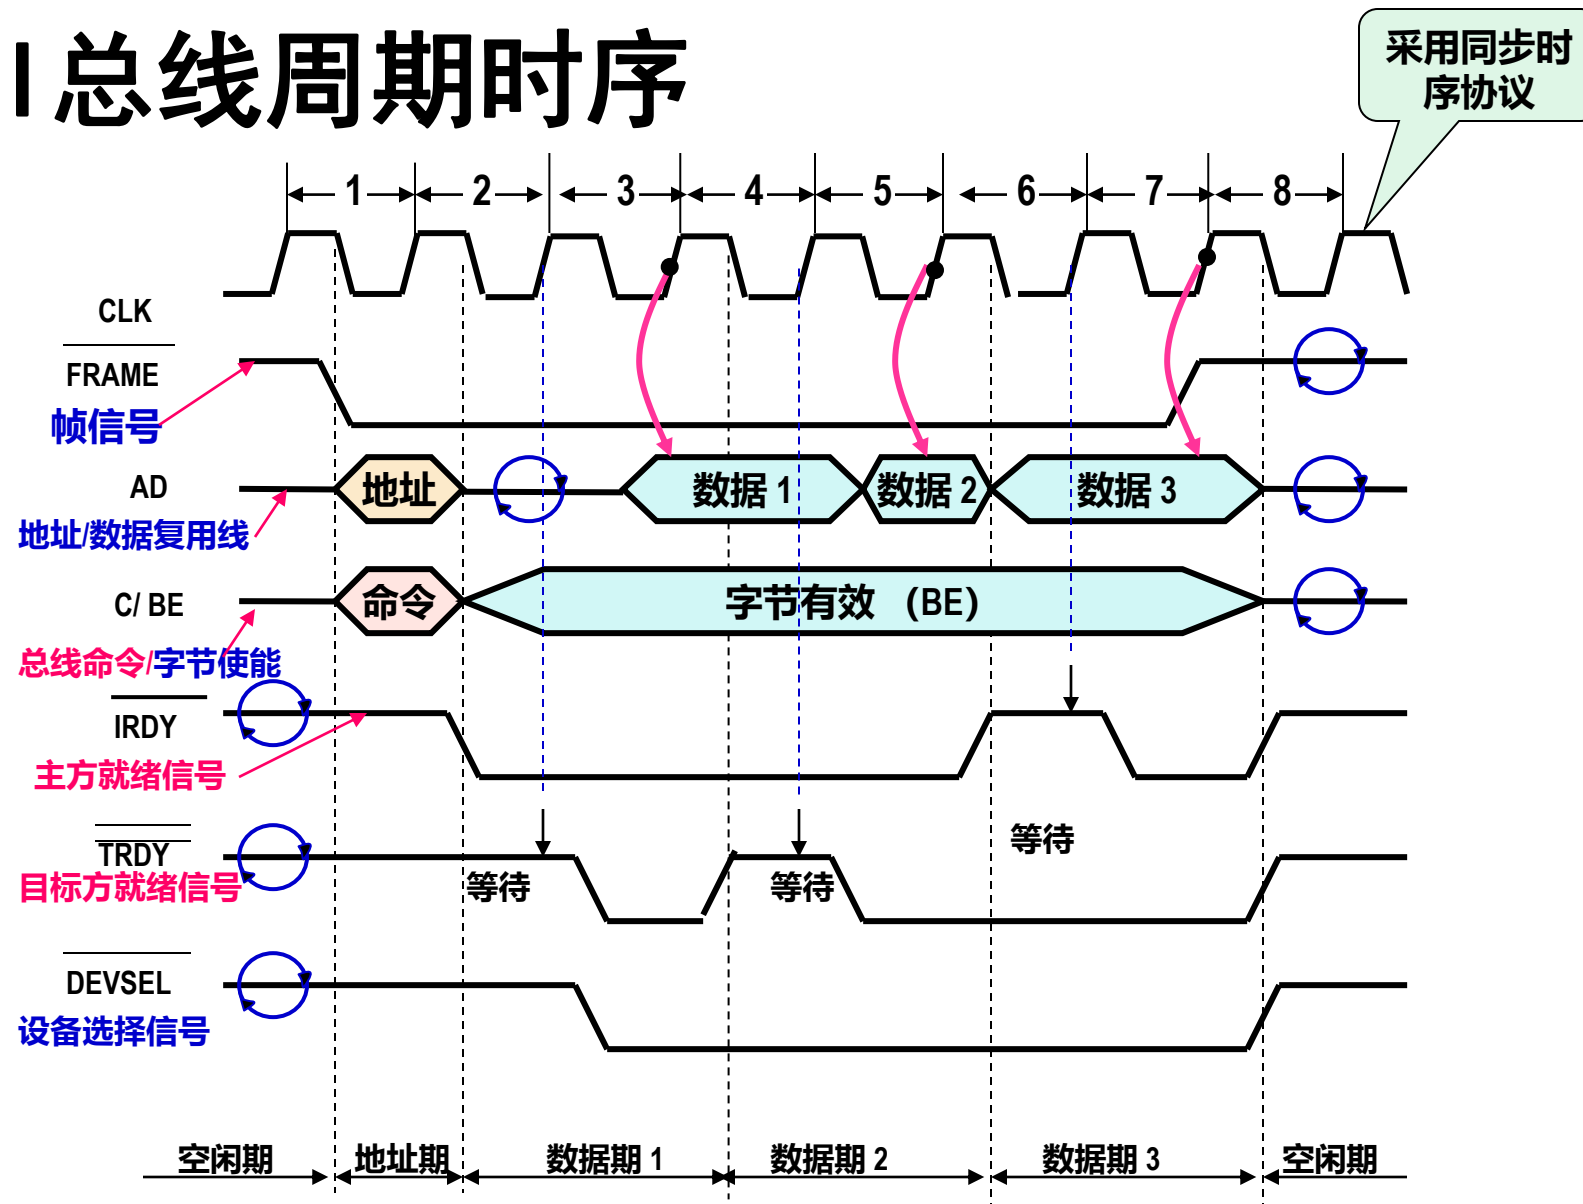 总线周期时序
采用同步时
序协议
1 2 3 4 5 6 7 8
CLK
FRAME
帧信号
AD
地址 数据 1 数据 2 数据 3
地址/数据复用线
C/ BE
命令 字节有效 （BE）
总线命令/字节使能
IRDY
主方就绪信号
等待
TRDY
目标方就绪信号
等待 等待
DEVSEL
设备选择信号
空闲期 地址期 数据期 1 数据期 2 数据期 3 空闲期